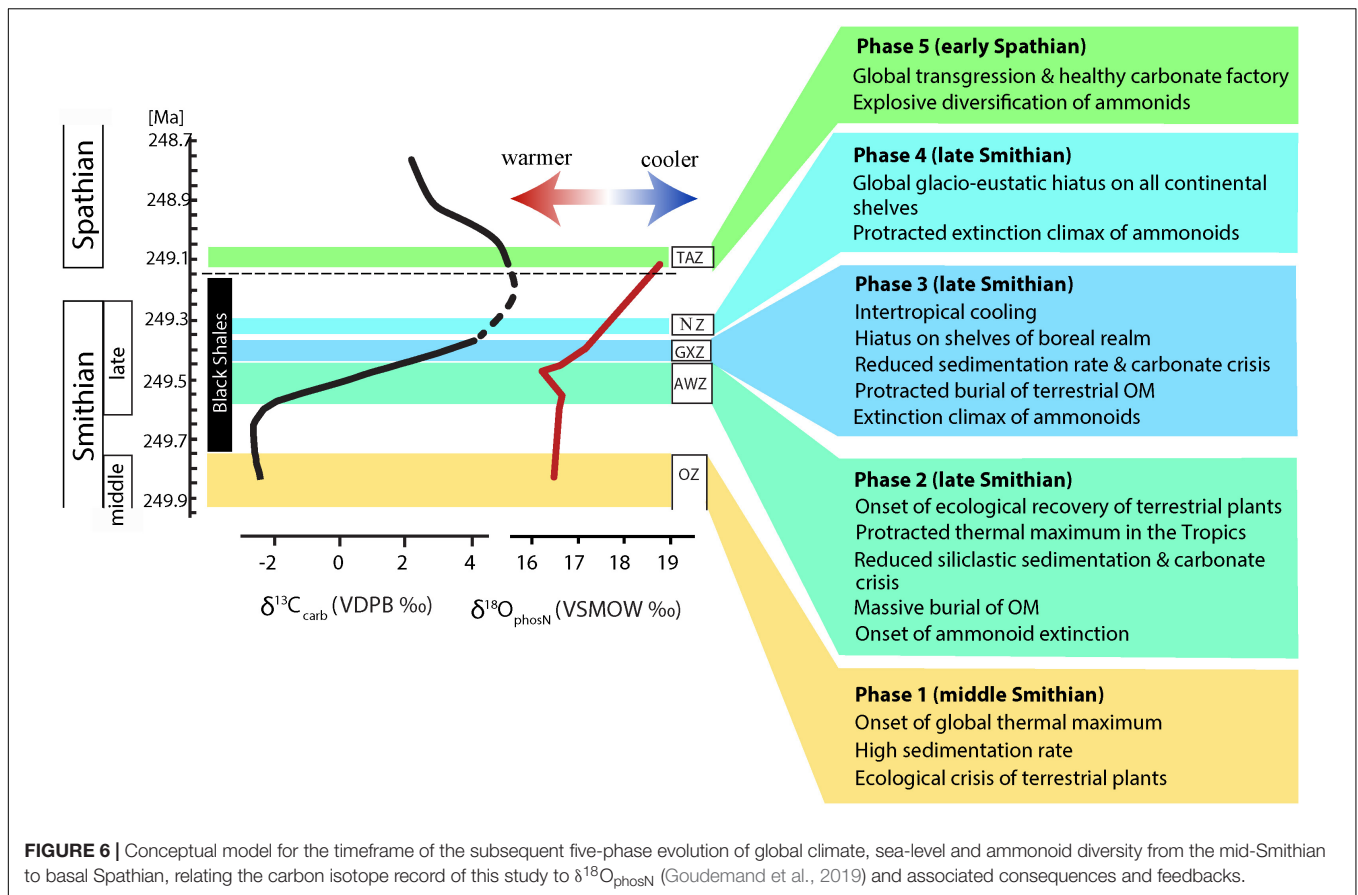 [Ma]
248.7
248.9
249.1
249.3
249.5
249.7
249.9
Spathian
Smithian
late
middle
Black Shales
warmer
cooler
TAZ
NZ
GXZ
AWZ
OZ
-2
0
2
4
16
17
18
19
δ¹³Ccarb (VDPB ‰)
δ¹⁸OphosN (VSMOW ‰)
Phase 5 (early Spathian)
Global transgression & healthy carbonate factory
Explosive diversification of ammonids
Phase 4 (late Smithian)
Global glacio-eustatic hiatus on all continental
shelves
Protracted extinction climax of ammonoids
Phase 3 (late Smithian)
Intertropical cooling
Hiatus on shelves of boreal realm
Reduced sedimentation rate & carbonate crisis
Protracted burial of terrestrial OM
Extinction climax of ammonoids
Phase 2 (late Smithian)
Onset of ecological recovery of terrestrial plants
Protracted thermal maximum in the Tropics
Reduced siliclastic sedimentation & carbonate
crisis
Massive burial of OM
Onset of ammonoid extinction
Phase 1 (middle Smithian)
Onset of global thermal maximum
High sedimentation rate
Ecological crisis of terrestrial plants
FIGURE 6 | Conceptual model for the timeframe of the subsequent five-phase evolution of global climate, sea-level and ammonoid diversity from the mid-Smithian
to basal Spathian, relating the carbon isotope record of this study to δ¹⁸OphosN (Goudemand et al., 2019) and associated consequences and feedbacks.